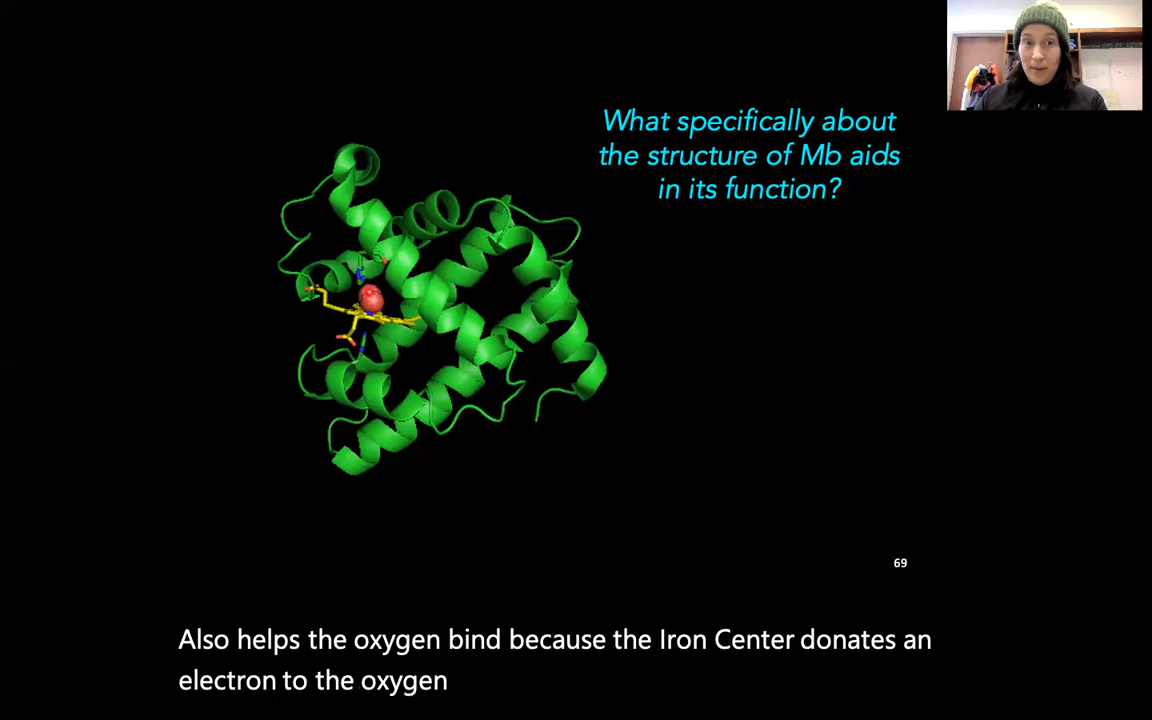 What specifically about
the structure of Mb aids
in its function?
69
Also helps the oxygen bind because the Iron Center donates an
electron to the oxygen